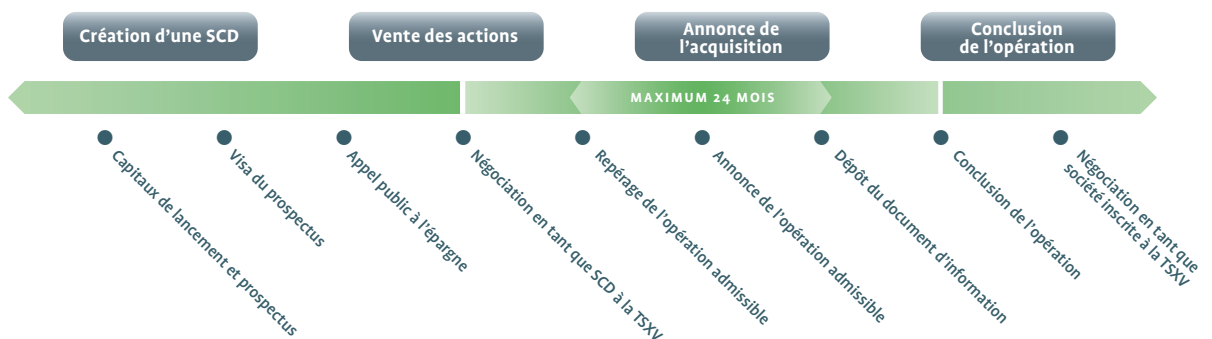 Création d’une SCD
Vente des actions
Annonce de
l’acquisition
Conclusion
de l’opération
MAXIMUM 24 MOIS
Capitaux de lancement et prospectus
Visa du prospectus
Appel public à l’épargne
Négociation en tant que SCD à la TSXV
Repérage de l’opération admissible
Annonce de l’opération admissible
Dépôt du document d’information
Conclusion de l’opération
Négociation en tant que
société inscrite à la TSXV